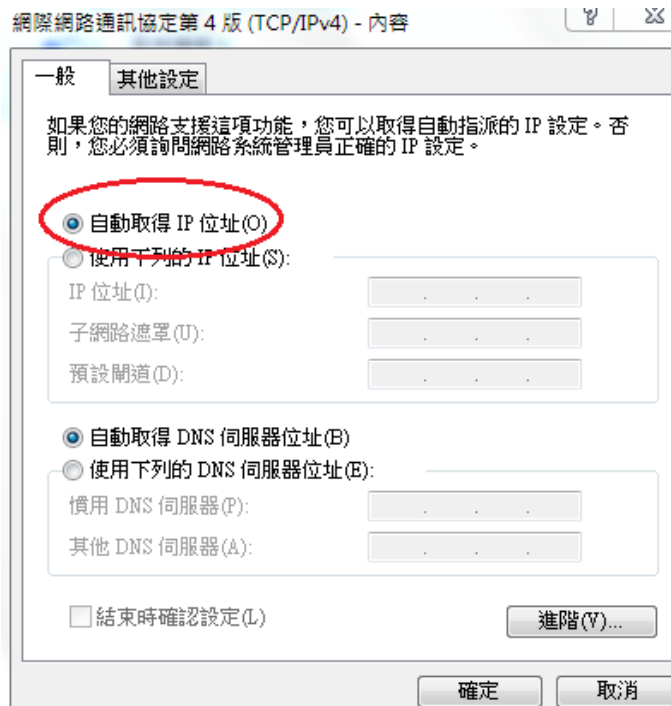 網際網路通訊協定第 4 版 (TCP/IPv4) - 內容
一般
其他設定
如果您的網路支援這項功能，您可以取得自動指派的 IP 設定。否
則，您必須詢問網路系統管理員正確的 IP 設定。
自動取得 IP 位址(O)
使用下列的 IP 位址(S):
IP 位址(I):
子網路遮罩(U):
預設閘道(D):
自動取得 DNS 伺服器位址(B)
使用下列的 DNS 伺服器位址(E):
慣用 DNS 伺服器(P):
其他 DNS 伺服器(A):
結束時確認設定(L)
進階(V)...
確定
取消